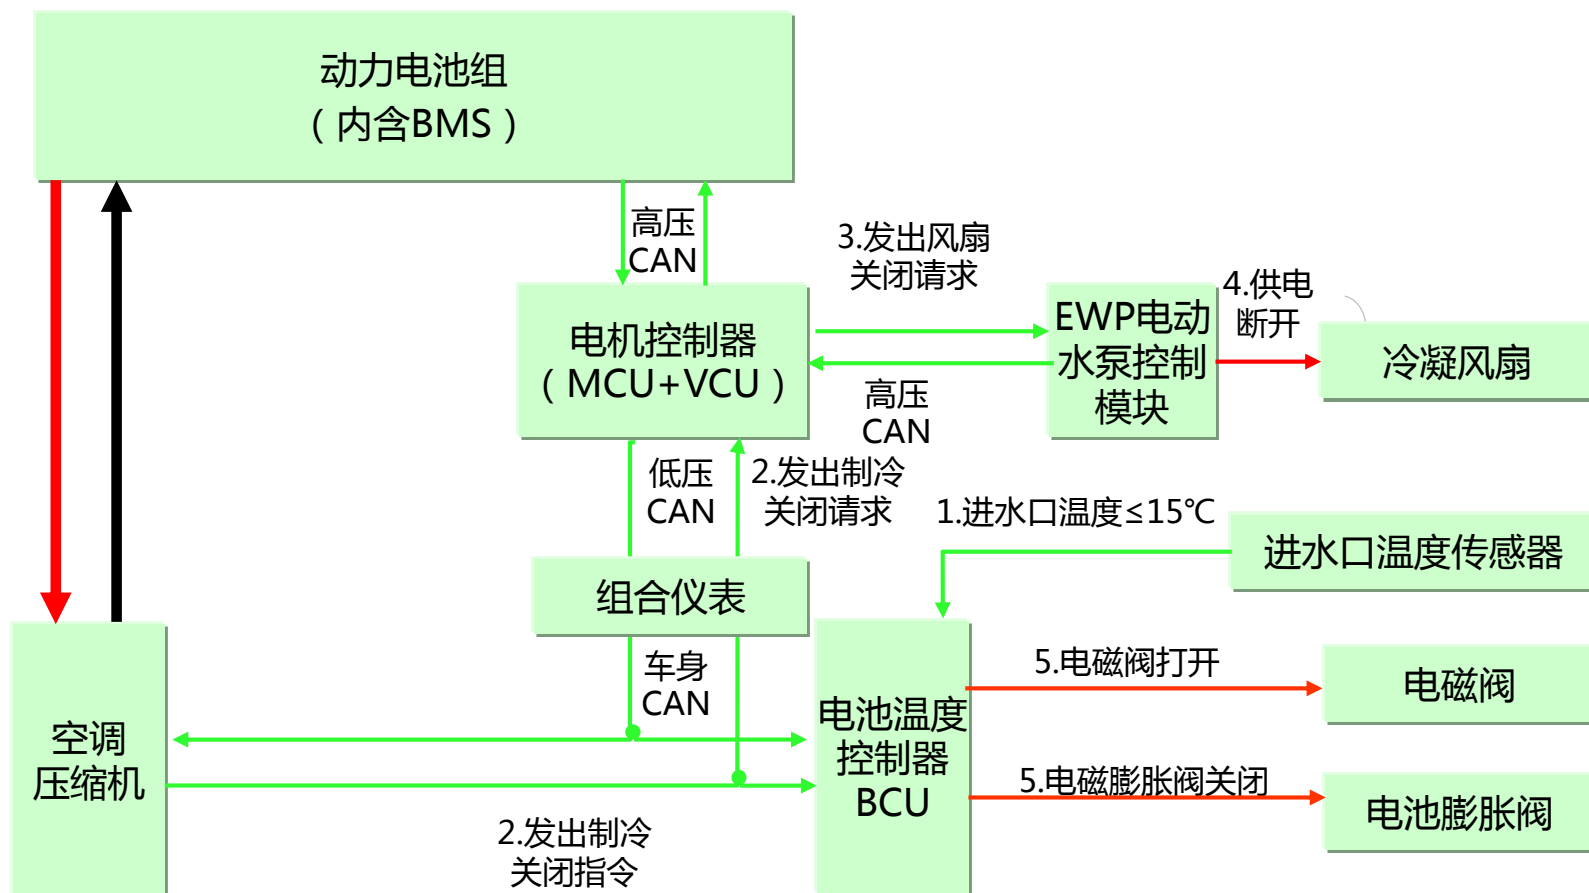 动力电池组
（内含BMS）
高压
CAN
3.发出风扇
关闭请求
4.供电
断开
电机控制器
（MCU+VCU）
EWP电动
水泵控制
模块
冷凝风扇
高压
CAN
低压
CAN
2.发出制冷
关闭请求
1.进水口温度≤15℃
进水口温度传感器
组合仪表
车身
CAN
5.电磁阀打开
电磁阀
空调
压缩机
电池温度
控制器
BCU
5.电磁膨胀阀关闭
电池膨胀阀
2.发出制冷
关闭指令